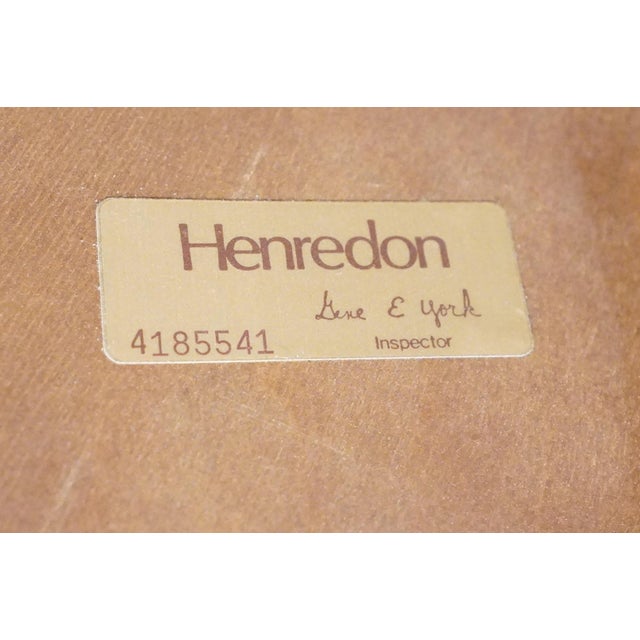 Henredon
Gene E York
4185541 Inspector